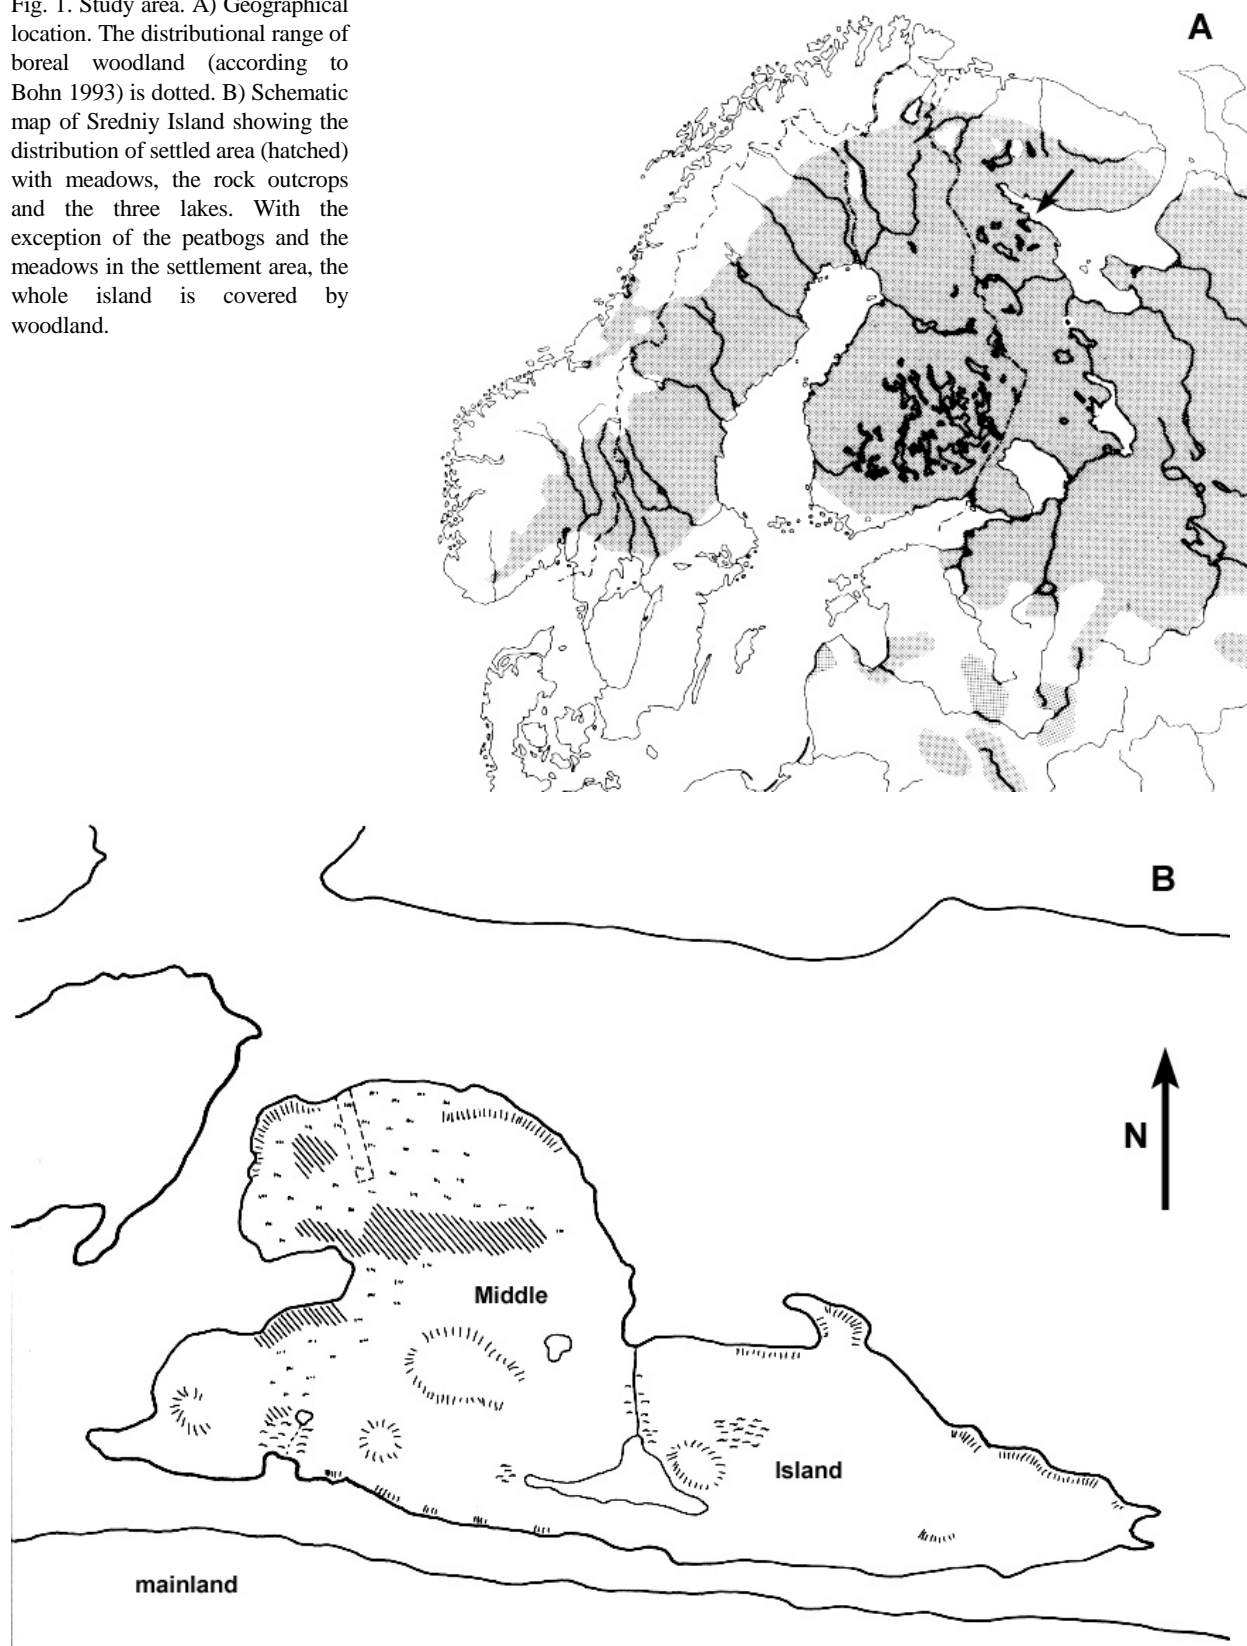 Fig. 1. Study area. A) Geographical
location. The distributional range of
boreal woodland (according to
Bohn 1993) is dotted. B) Schematic
map of Sredniy Island showing the
distribution of settled area (hatched)
with meadows, the rock outcrops
and the three lakes. With the
exception of the peatbogs and the
meadows in the settlement area, the
whole island is covered by
woodland.
A
B
N
Middle
Island
mainland